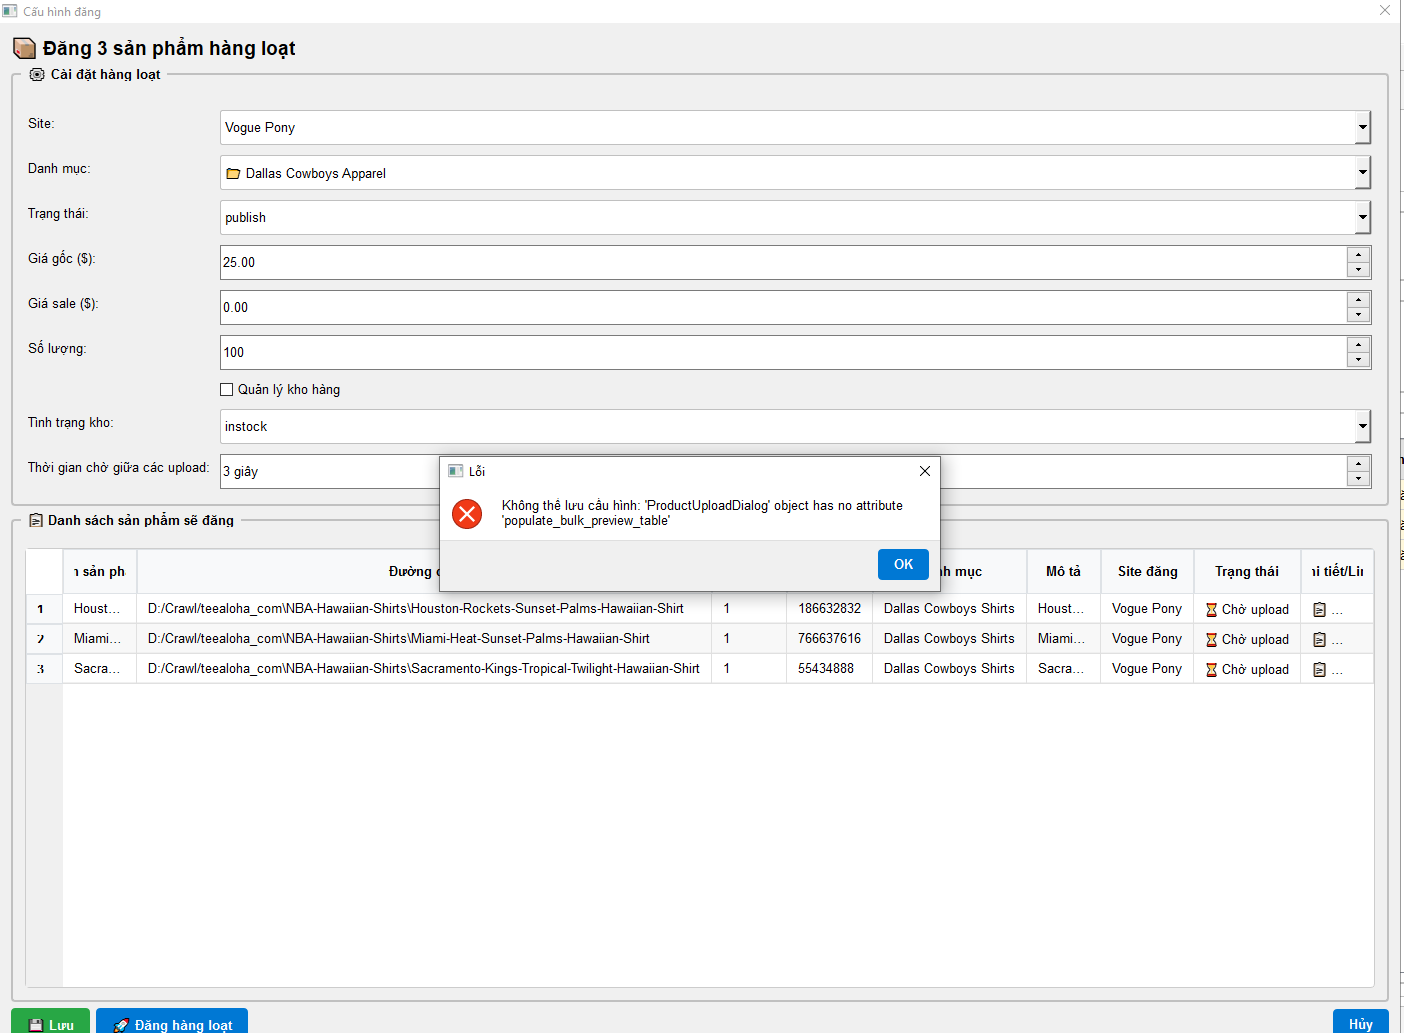 Cấu hình đăng
Đăng 3 sản phẩm hàng loạt
Cài đặt hàng loạt
Site:
Vogue Pony
Danh mục:
Dallas Cowboys Apparel
Trạng thái:
publish
Giá gốc ($):
25.00
Giá sale ($):
0.00
Số lượng:
100
Quản lý kho hàng
Tình trạng kho:
instock
Thời gian chờ giữa các upload:
3 giây
Lỗi
Không thể lưu cấu hình: 'ProductUploadDialog' object has no attribute
'populate_bulk_preview_table'
OK
Danh sách sản phẩm sẽ đăng
sản ph Đường mục Mô tả Site đăng Trạng thái tiết/Lin
1 Houst... D:/Crawl/teealoha_com\NBA-Hawaiian-Shirts\Houston-Rockets-Sunset-Palms-Hawaiian-Shirt 1 186632832 Dallas Cowboys Shirts Houst... Vogue Pony Chờ upload ...
2 Miami... D:/Crawl/teealoha_com\NBA-Hawaiian-Shirts\Miami-Heat-Sunset-Palms-Hawaiian-Shirt 1 766637616 Dallas Cowboys Shirts Miami... Vogue Pony Chờ upload ...
3 Sacra... D:/Crawl/teealoha_com\NBA-Hawaiian-Shirts\Sacramento-Kings-Tropical-Twilight-Hawaiian-Shirt 1 55434888 Dallas Cowboys Shirts Sacra... Vogue Pony Chờ upload ...
Lưu
Đăng hàng loạt
Hủy